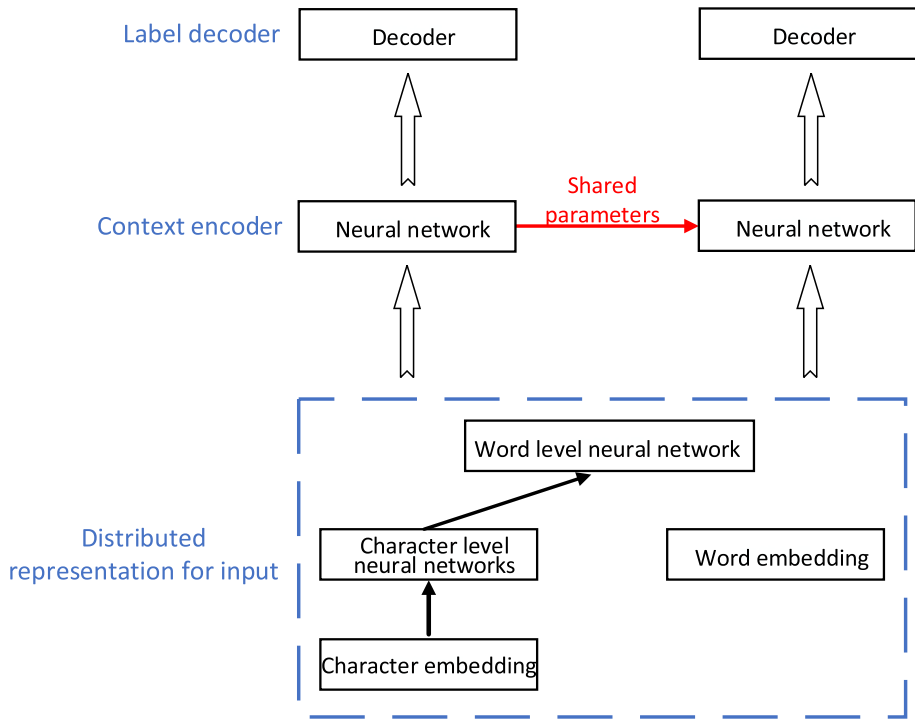 Label decoder
Decoder
Decoder
Shared
parameters
Context encoder
Neural network
Neural network
Word level neural network
Distributed
representation for input
Character level
neural networks
Word embedding
Character embedding